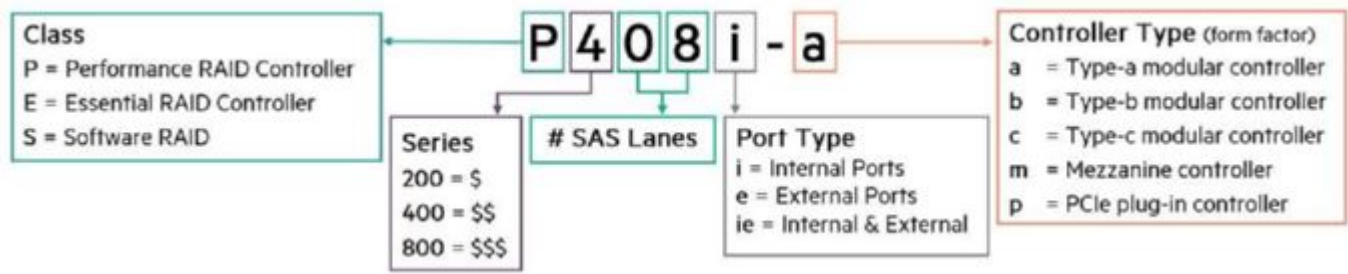 P408i-a
Class
P = Performance RAID Controller
E = Essential RAID Controller
S = Software RAID
Series
200 = $
400 = $$
800 = $$$
# SAS Lanes
Port Type
i = Internal Ports
e = External Ports
ie = Internal & External
Controller Type (form factor)
a = Type-a modular controller
b = Type-b modular controller
c = Type-c modular controller
m = Mezzanine controller
p = PCIe plug-in controller